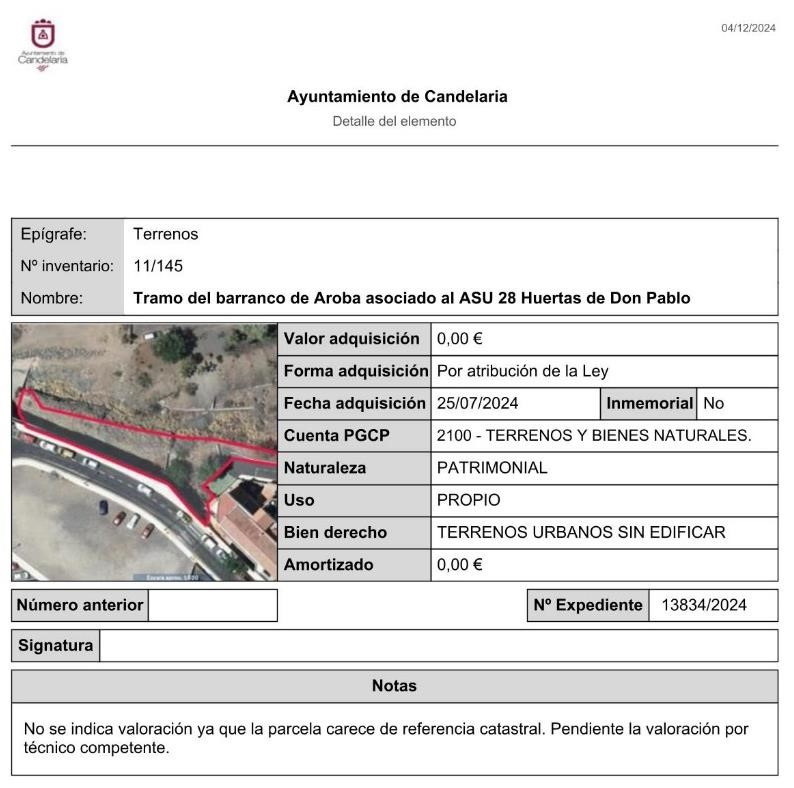 04/12/2024
Ayuntamiento de
Candelaria
Ayuntamiento de Candelaria
Detalle del elemento
Epígrafe: Terrenos
Nº inventario: 11/145
Nombre: Tramo del barranco de Aroba asociado al ASU 28 Huertas de Don Pablo
Valor adquisición 0,00 €
Forma adquisición Por atribución de la Ley
Fecha adquisición 25/07/2024 Inmemorial No
Cuenta PGCP 2100 - TERRENOS Y BIENES NATURALES.
Naturaleza PATRIMONIAL
Uso PROPIO
Bien derecho TERRENOS URBANOS SIN EDIFICAR
Amortizado 0,00 €
Número anterior Nº Expediente 13834/2024
Signatura
Notas
No se indica valoración ya que la parcela carece de referencia catastral. Pendiente la valoración por
técnico competente.